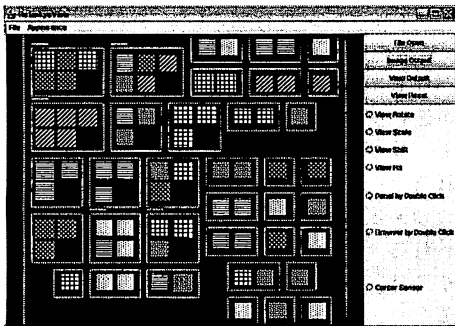 File Appearance
File Open
Image Output
View Default
View Reset
View Rotate
View Scale
View Shift
View Fit
Panel by Double Click
Browser by Double Click
Cursor Sensor